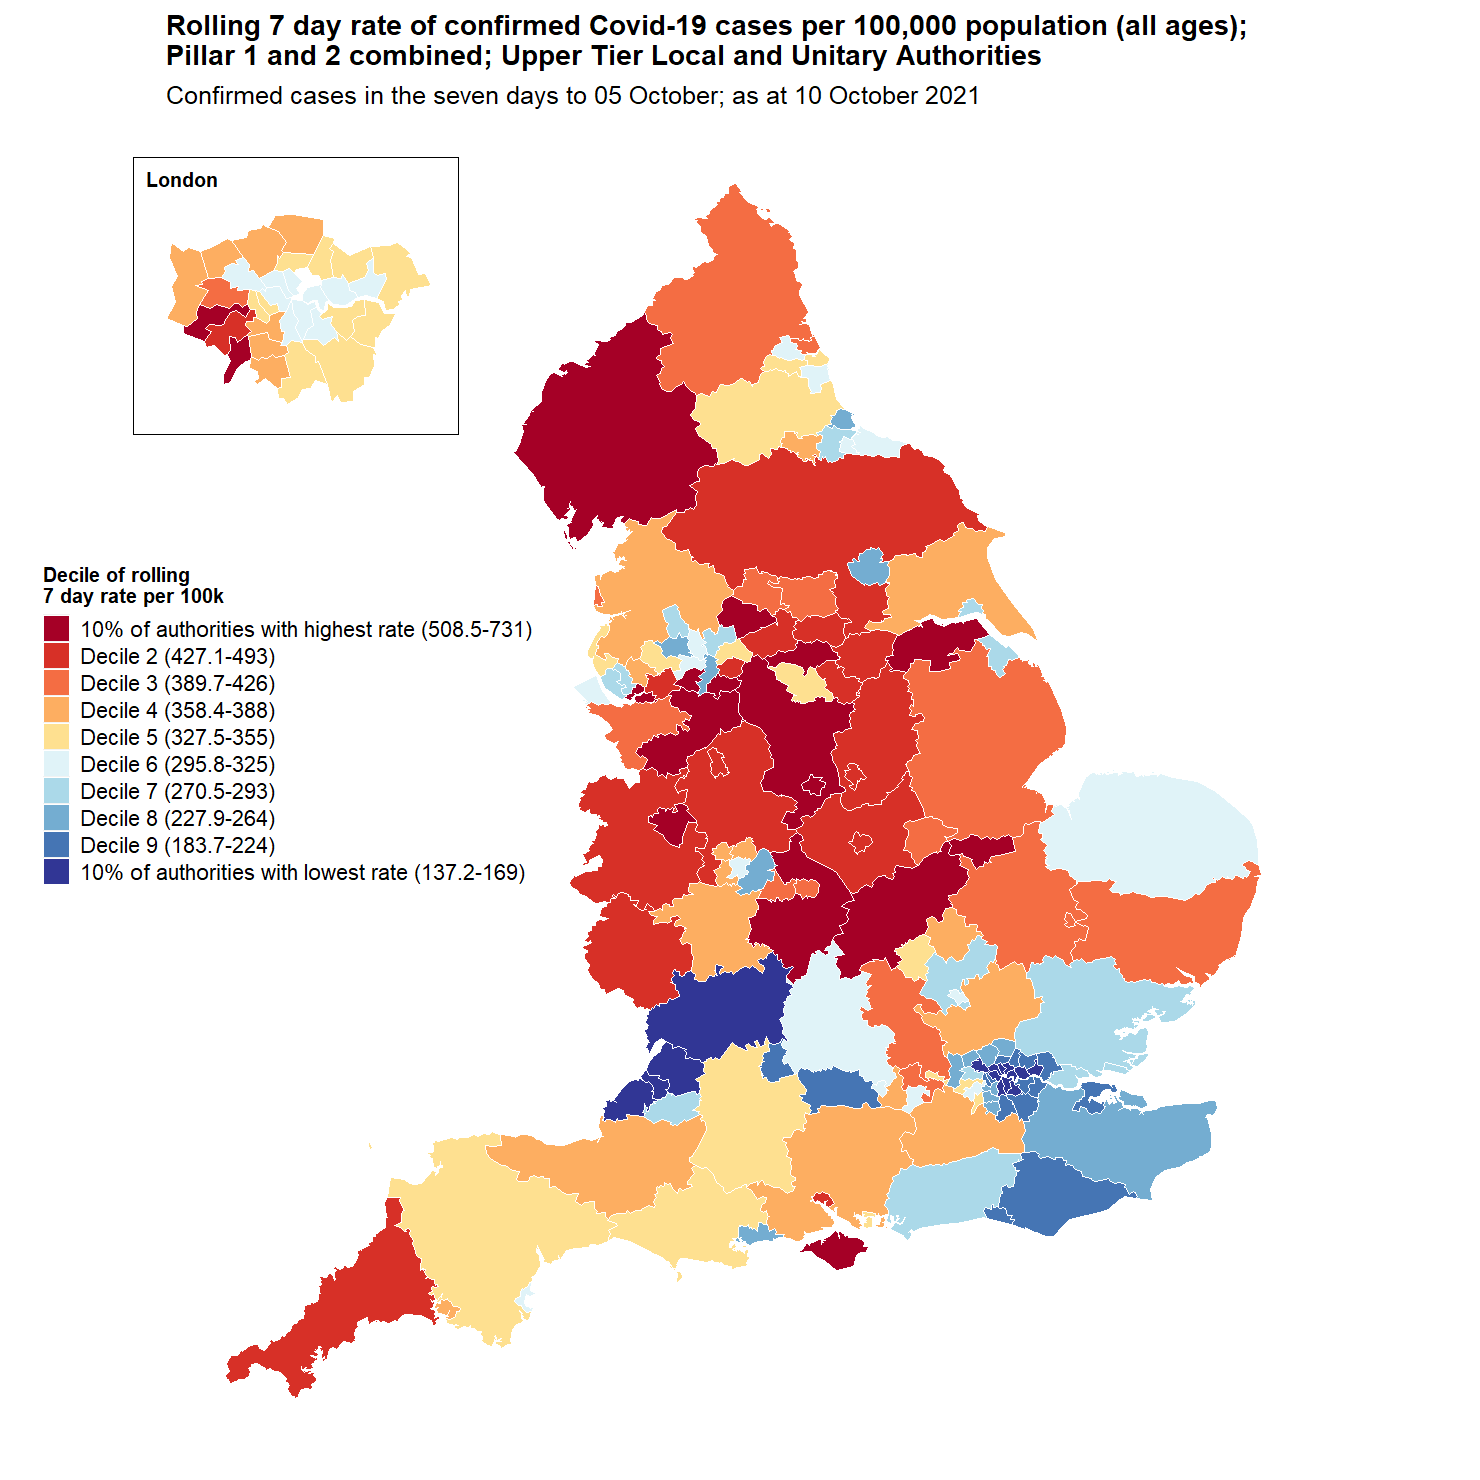 Rolling 7 day rate of confirmed Covid-19 cases per 100,000 population (all ages);
Pillar 1 and 2 combined; Upper Tier Local and Unitary Authorities
Confirmed cases in the seven days to 05 October; as at 10 October 2021
London
Decile of rolling
7 day rate per 100k
10% of authorities with highest rate (508.5-731)
Decile 2 (427.1-493)
Decile 3 (389.7-426)
Decile 4 (358.4-388)
Decile 5 (327.5-355)
Decile 6 (295.8-325)
Decile 7 (270.5-293)
Decile 8 (227.9-264)
Decile 9 (183.7-224)
10% of authorities with lowest rate (137.2-169)